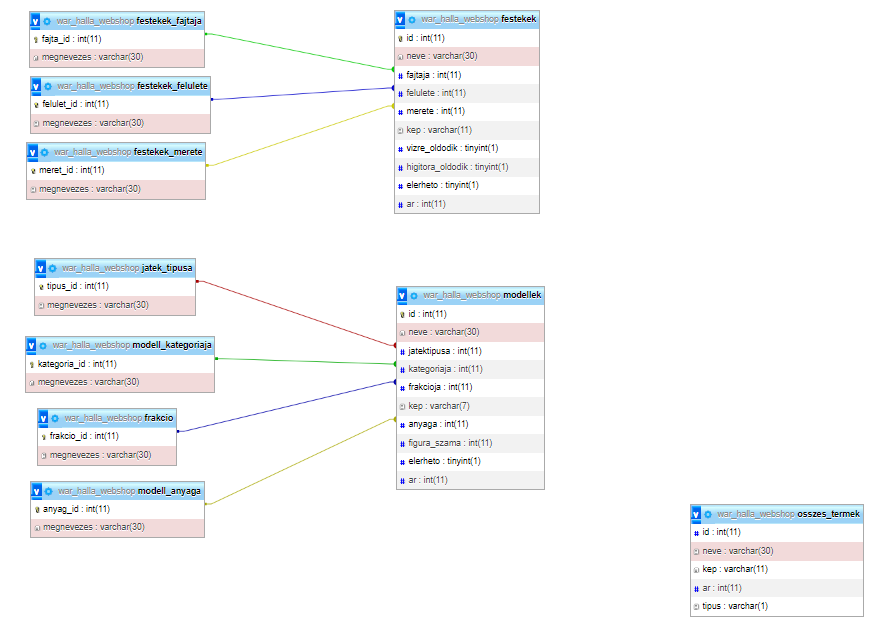 war_halla_webshop festekek_fajtaja
fajta_id : int(11)
megnevezes : varchar(30)
war_halla_webshop festekek_felulete
felulet_id : int(11)
megnevezes : varchar(30)
war_halla_webshop festekek_merete
meret_id : int(11)
megnevezes : varchar(30)
war_halla_webshop festekek
id : int(11)
neve : varchar(30)
fajtaja : int(11)
felulete : int(11)
merete : int(11)
kep : varchar(11)
vizre_oldodik : tinyint(1)
higitora_oldodik : tinyint(1)
elerheto : tinyint(1)
ar : int(11)
war_halla_webshop jatek_tipusa
tipus_id : int(11)
megnevezes : varchar(30)
war_halla_webshop modell_kategoriaja
kategoria_id : int(11)
megnevezes : varchar(30)
war_halla_webshop frakcio
frakcio_id : int(11)
megnevezes : varchar(30)
war_halla_webshop modell_anyaga
anyag_id : int(11)
megnevezes : varchar(30)
war_halla_webshop modellek
id : int(11)
neve : varchar(30)
jatektipusa : int(11)
kategoriaja : int(11)
frakcioja : int(11)
kep : varchar(7)
anyaga : int(11)
figura_szama : int(11)
elerheto : tinyint(1)
ar : int(11)
war_halla_webshop osszes_termek
id : int(11)
neve : varchar(30)
kep : varchar(11)
ar : int(11)
tipus : varchar(1)